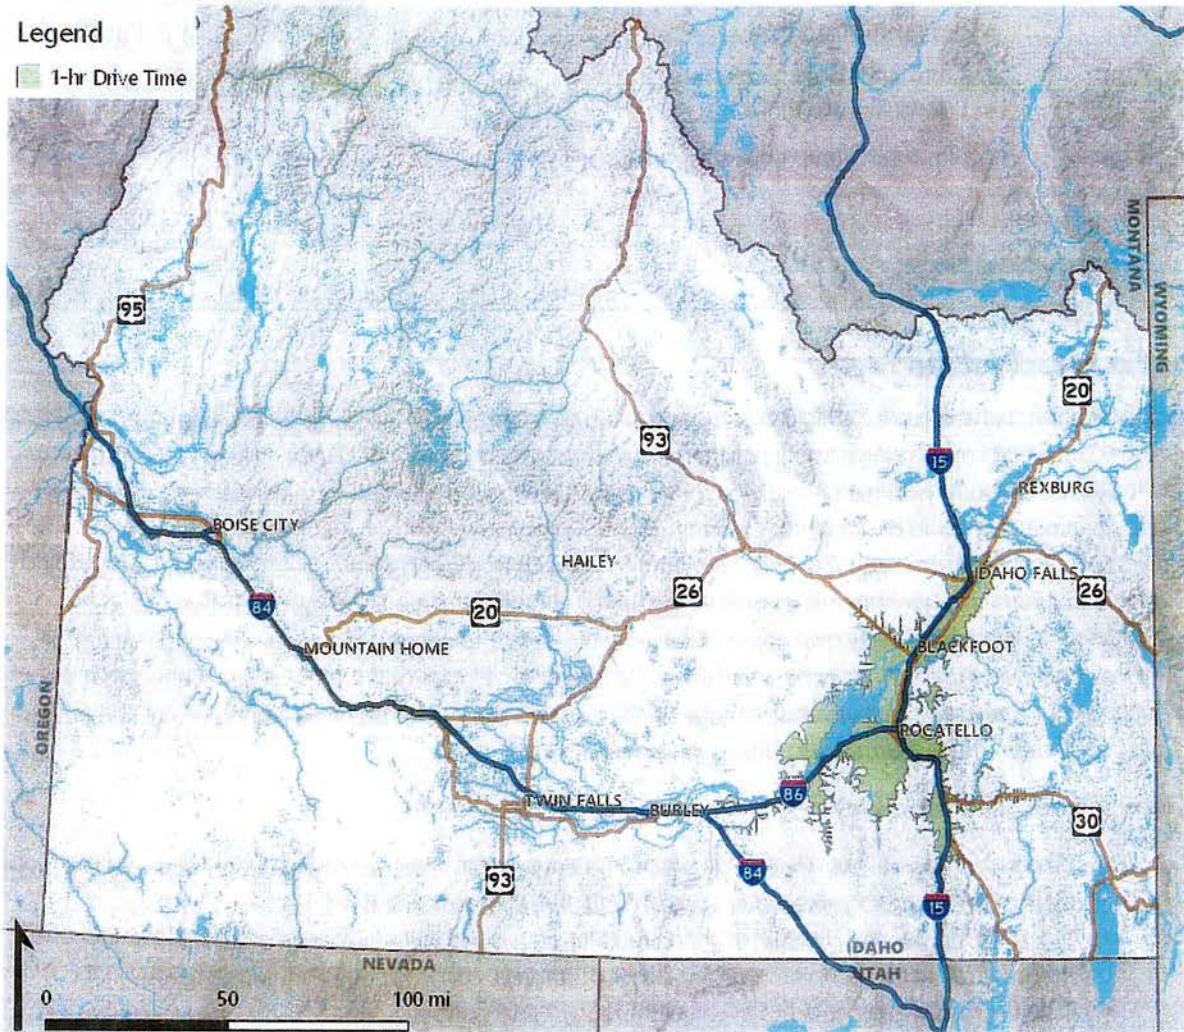 Legend
1-hr Drive Time
MONTANA
WYOMING
95
20
93
15
REXBURG
BOISE CITY
HAILEY
IDAHO FALLS
26
26
84
20
MOUNTAIN HOME
BLACKFOOT
OREGON
POCATELLO
TWIN FALLS
BURLEY
86
30
93
84
15
IDAHO
UTAH
NEVADA
0 50 100 mi